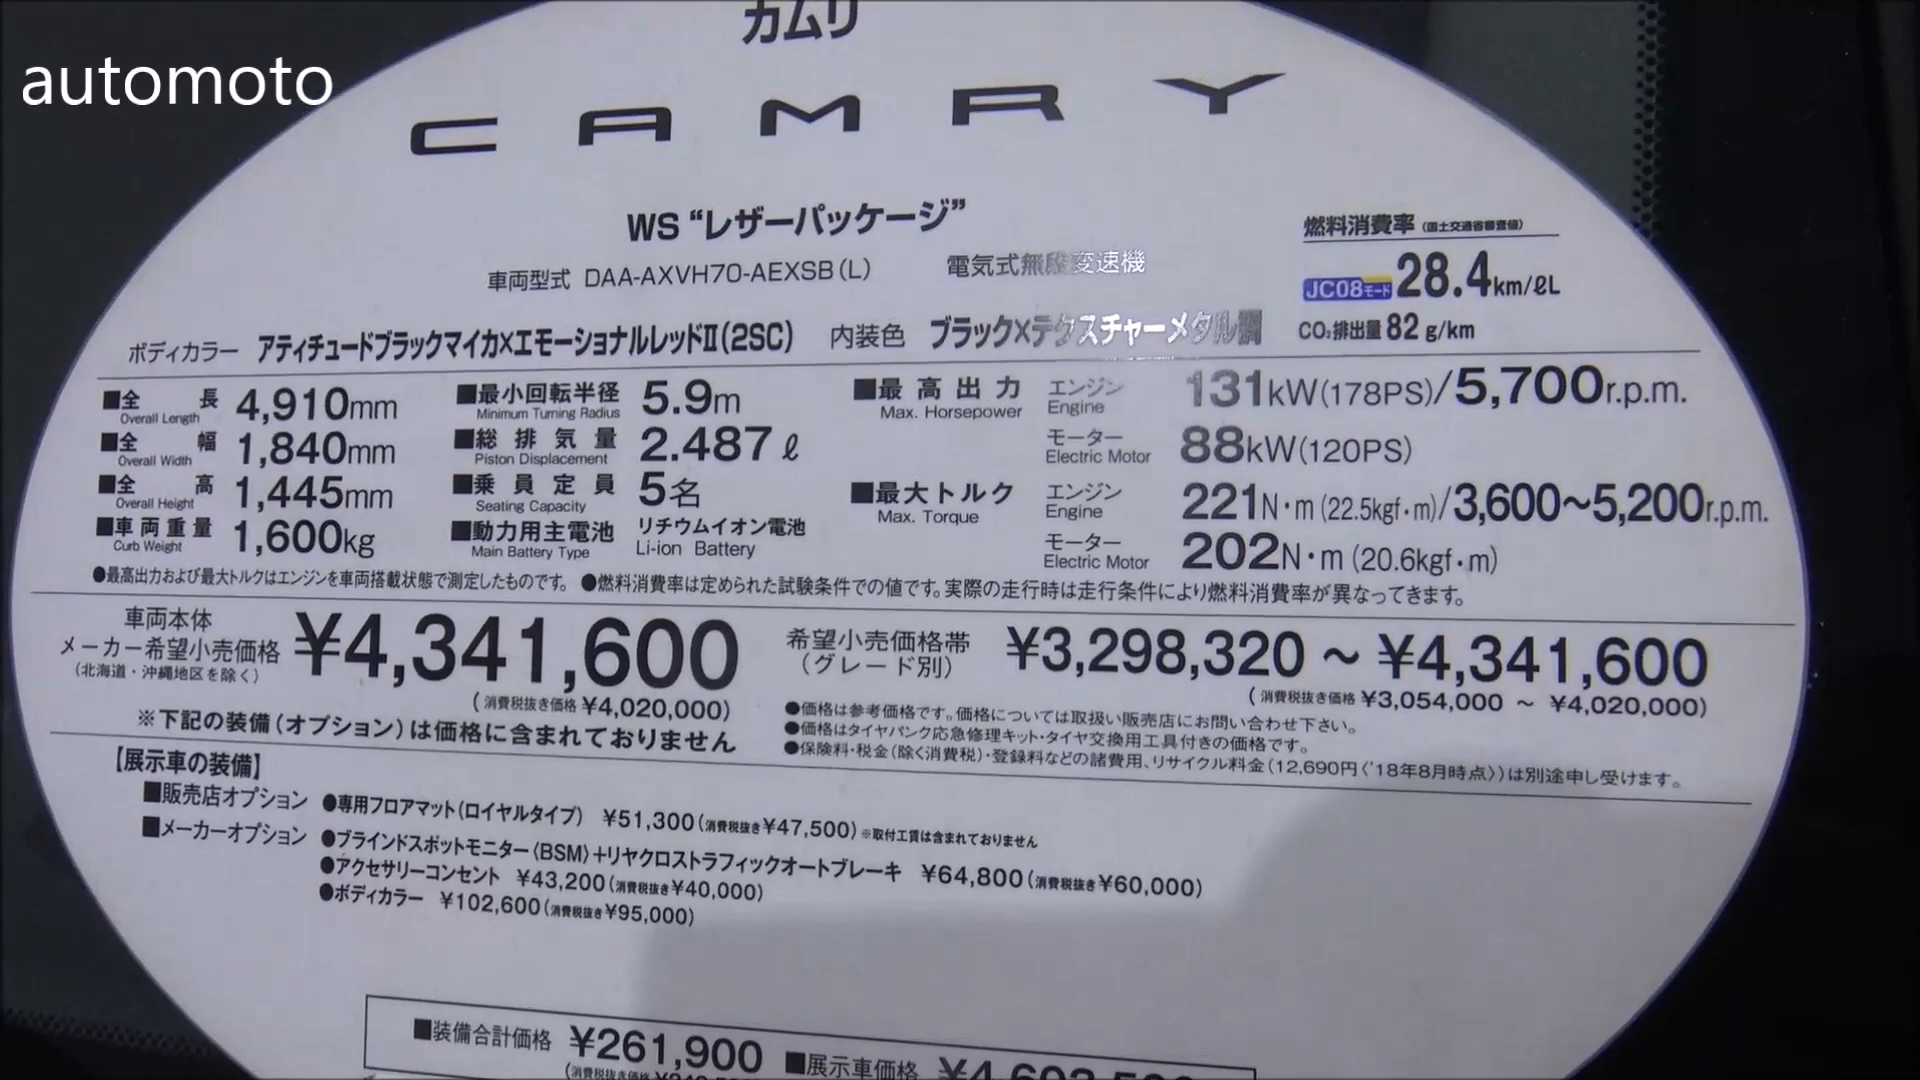 automoto
カムリ
CAMRY
WS “レザーパッケージ”
車両型式 DAA-AXVH70-AEXSB(L) 電気式無段変速機
燃料消費率(国土交通省審査値)
JC08モード 28.4km/ℓL
CO₂排出量 82 g/km
ボディカラー アティチュードブラックマイカ×エモーショナルレッドⅡ(2SC) 内装色 ブラック×テクスチャーメタル調
■全長 Overall Length 4,910mm
■全幅 Overall Width 1,840mm
■全高 Overall Height 1,445mm
■車両重量 Curb Weight 1,600kg
■最小回転半径 Minimum Turning Radius 5.9m
■総排気量 Piston Displacement 2.487ℓ
■乗員定員 Seating Capacity 5名
■動力用主電池 Main Battery Type リチウムイオン電池 Li-ion Battery
■最高出力 Max. Horsepower エンジン Engine 131kW(178PS)/5,700r.p.m.
モーター Electric Motor 88kW(120PS)
■最大トルク Max. Torque エンジン Engine 221N・m(22.5kgf・m)/3,600~5,200r.p.m.
モーター Electric Motor 202N・m(20.6kgf・m)
●最高出力および最大トルクはエンジンを車両搭載状態で測定したものです。 ●燃料消費率は定められた試験条件での値です。実際の走行時は走行条件により燃料消費率が異なってきます。
車両本体
メーカー希望小売価格
(北海道・沖縄地区を除く)
¥4,341,600
(消費税抜き価格 ¥4,020,000)
※下記の装備(オプション)は価格に含まれておりません
希望小売価格帯
(グレード別)
¥3,298,320 ~ ¥4,341,600
(消費税抜き価格 ¥3,054,000 ~ ¥4,020,000)
●価格は参考価格です。価格については取扱い販売店にお問い合わせ下さい。
●価格はタイヤパンク応急修理キット・タイヤ交換用工具付きの価格です。
●保険料・税金(除く消費税)・登録料などの諸費用、リサイクル料金(12,690円〈'18年8月時点〉)は別途申し受けます。
【展示車の装備】
■販売店オプション ●専用フロアマット(ロイヤルタイプ) ¥51,300(消費税抜き¥47,500)※取付工賃は含まれておりません
■メーカーオプション ●ブラインドスポットモニター〈BSM〉+リヤクロストラフィックオートブレーキ ¥64,800(消費税抜き¥60,000)
●アクセサリーコンセント ¥43,200(消費税抜き¥40,000)
●ボディカラー ¥102,600(消費税抜き¥95,000)
■装備合計価格 ¥261,900 ■展示車価格